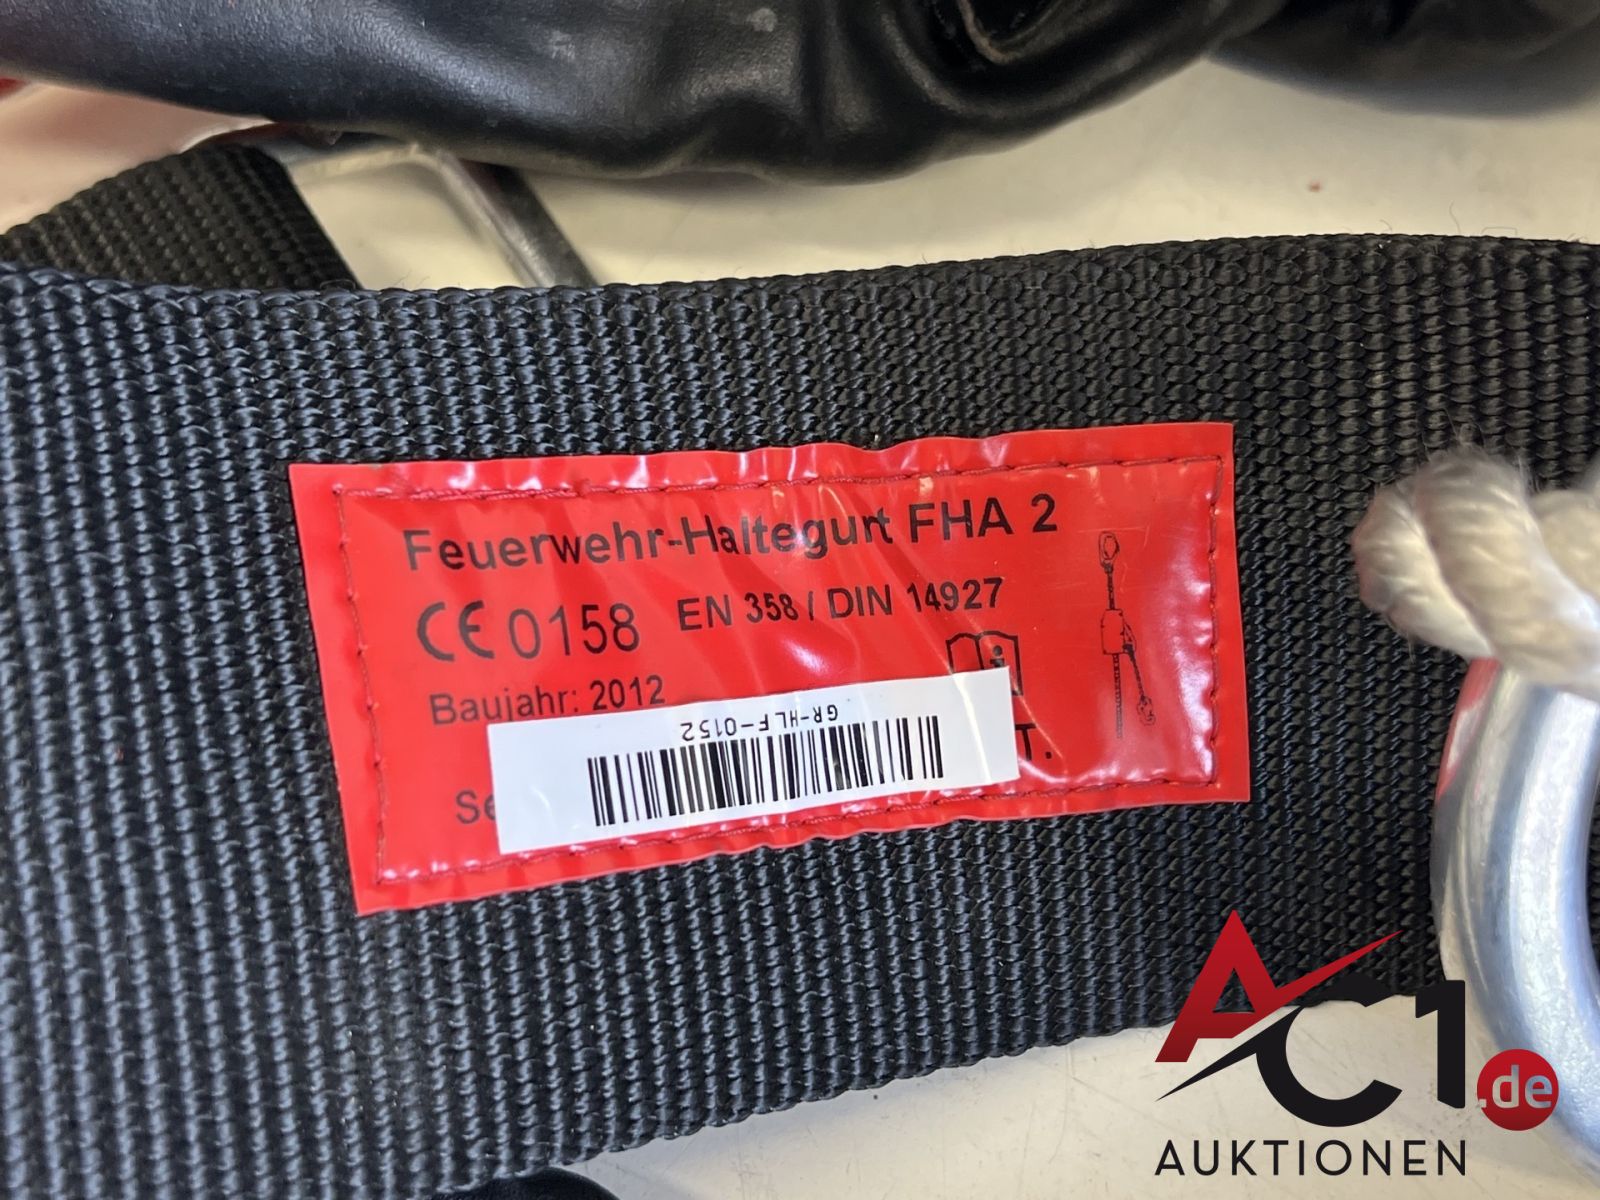 Feuerwehr-Haltegurt FHA 2
CE 0158 EN 358 / DIN 14927
Baujahr: 2012
GR-HLF-0152
AC1.de
AUKTIONEN